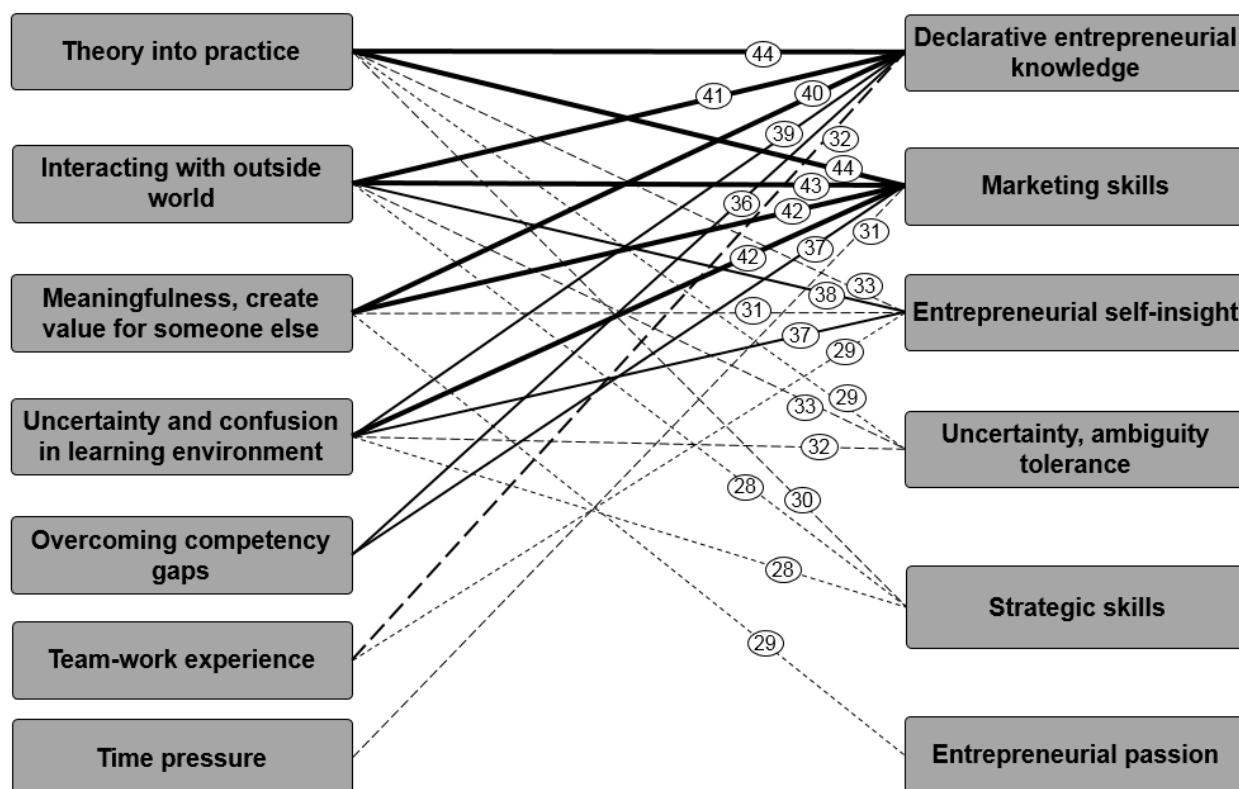 Theory into practice
Interacting with outside
world
Meaningfulness, create
value for someone else
Uncertainty and confusion
in learning environment
Overcoming competency
gaps
Team-work experience
Time pressure
44
41
40
39
32
44
43
36
42
31
37
42
33
38
31
37
29
29
33
32
28
30
28
29
Declarative entrepreneurial
knowledge
Marketing skills
Entrepreneurial self-insight
Uncertainty, ambiguity
tolerance
Strategic skills
Entrepreneurial passion